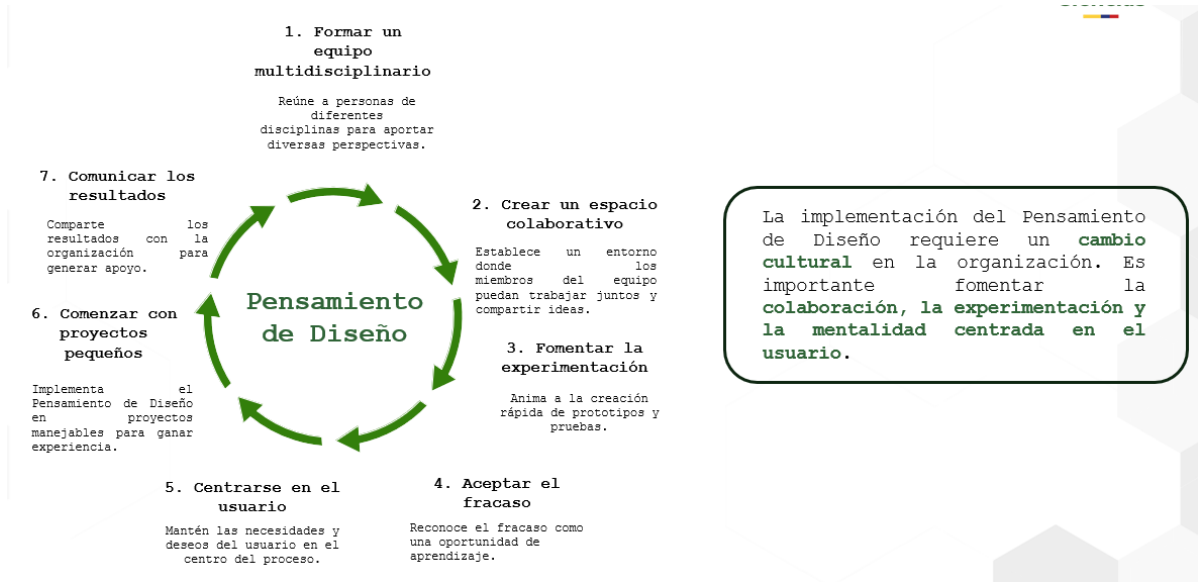 1. Formar un
equipo
multidisciplinario
Reúne a personas de
diferentes
disciplinas para aportar
diversas perspectivas.
2. Crear un espacio
colaborativo
Establece un entorno
donde los
miembros del equipo
puedan trabajar juntos y
compartir ideas.
3. Fomentar la
experimentación
Anima a la creación
rápida de prototipos y
pruebas.
4. Aceptar el
fracaso
Reconoce el fracaso como
una oportunidad de
aprendizaje.
5. Centrarse en el
usuario
Mantén las necesidades y
deseos del usuario en el
centro del proceso.
6. Comenzar con
proyectos
pequeños
Implementa el
Pensamiento de Diseño
en proyectos
manejables para ganar
experiencia.
7. Comunicar los
resultados
Comparte los
resultados con la
organización para
generar apoyo.
Pensamiento
de Diseño
La implementación del Pensamiento
de Diseño requiere un cambio
cultural en la organización. Es
importante fomentar la
colaboración, la experimentación y
la mentalidad centrada en el
usuario.